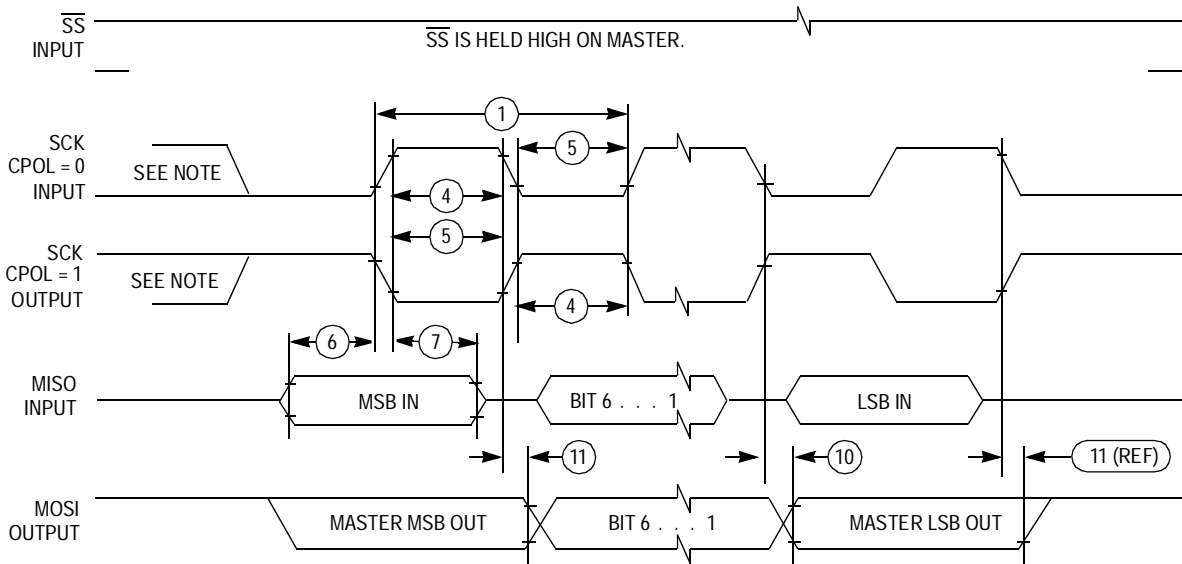 SS
INPUT
SS IS HELD HIGH ON MASTER.
1
SCK
CPOL = 0
INPUT
SEE NOTE
5
4
5
SCK
CPOL = 1
OUTPUT
SEE NOTE
4
6
7
MISO
INPUT
MSB IN
BIT 6 . . . 1
LSB IN
11
10
11 (REF)
MOSI
OUTPUT
MASTER MSB OUT
BIT 6 . . . 1
MASTER LSB OUT